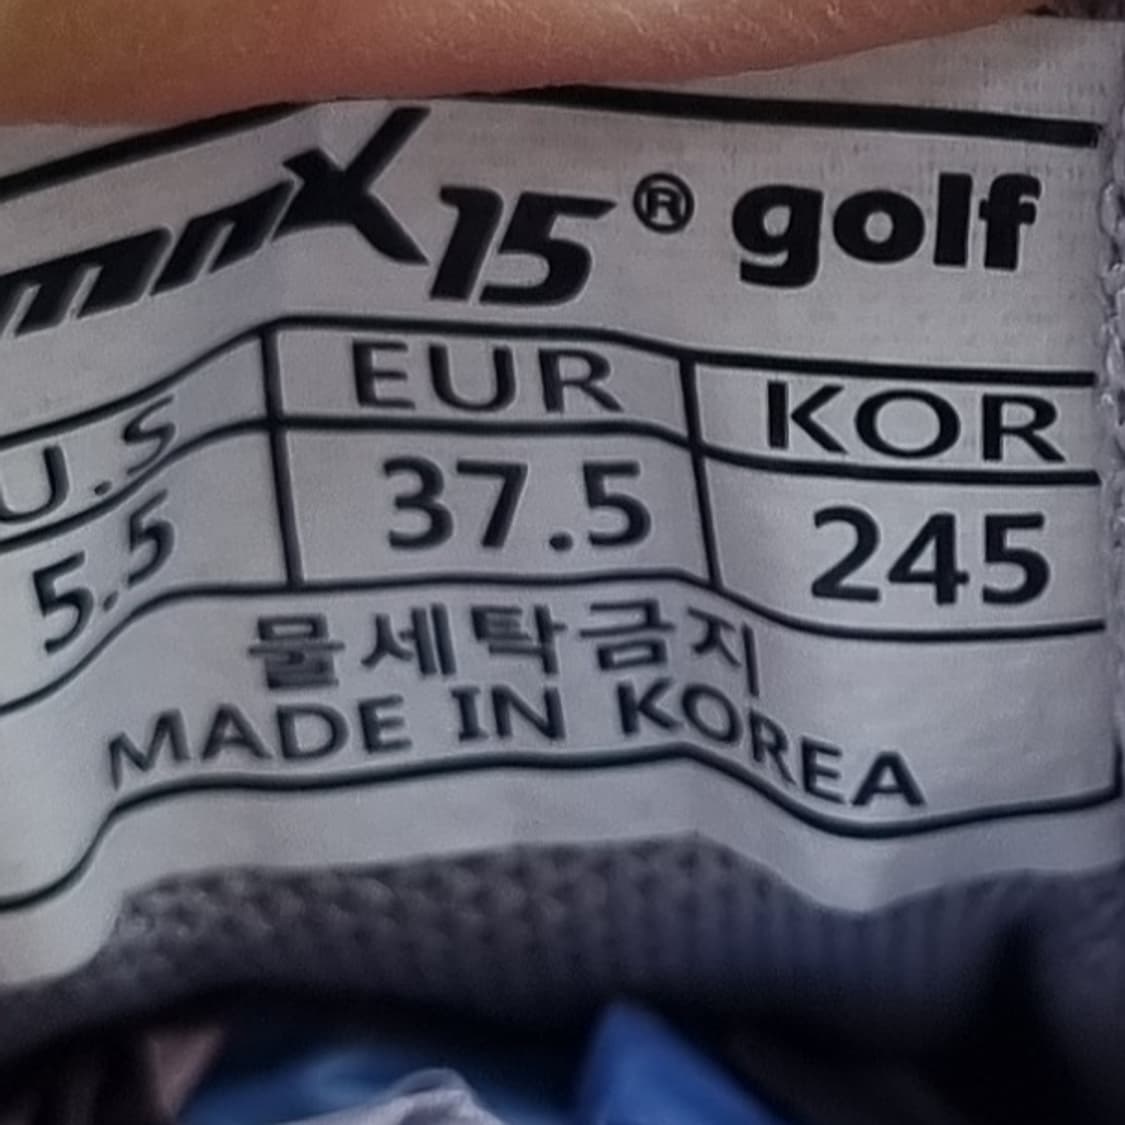 mnX15® golf
U.S EUR KOR
5.5 37.5 245
물세탁금지
MADE IN KOREA